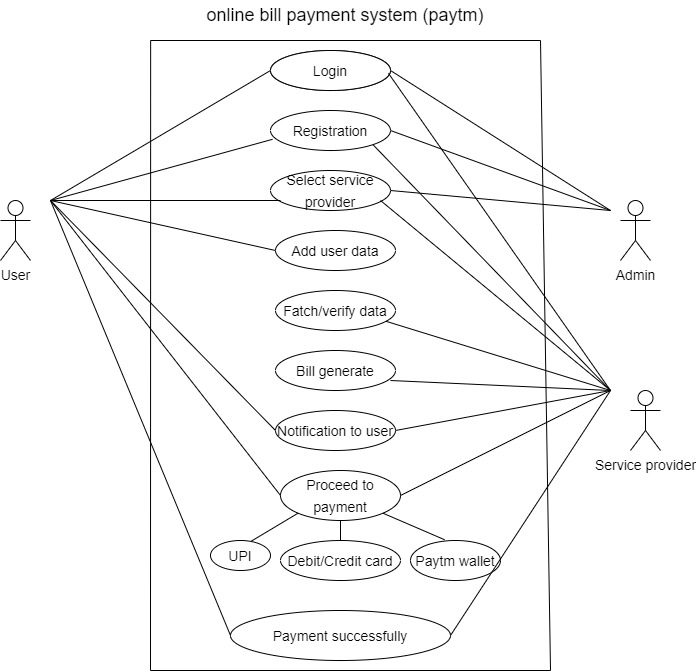 online bill payment system (paytm)
Login
Registration
Select service
provider
Add user data
User
Admin
Fatch/verify data
Bill generate
Notification to user
Service provider
Proceed to
payment
UPI
Debit/Credit card
Paytm wallet
Payment successfully